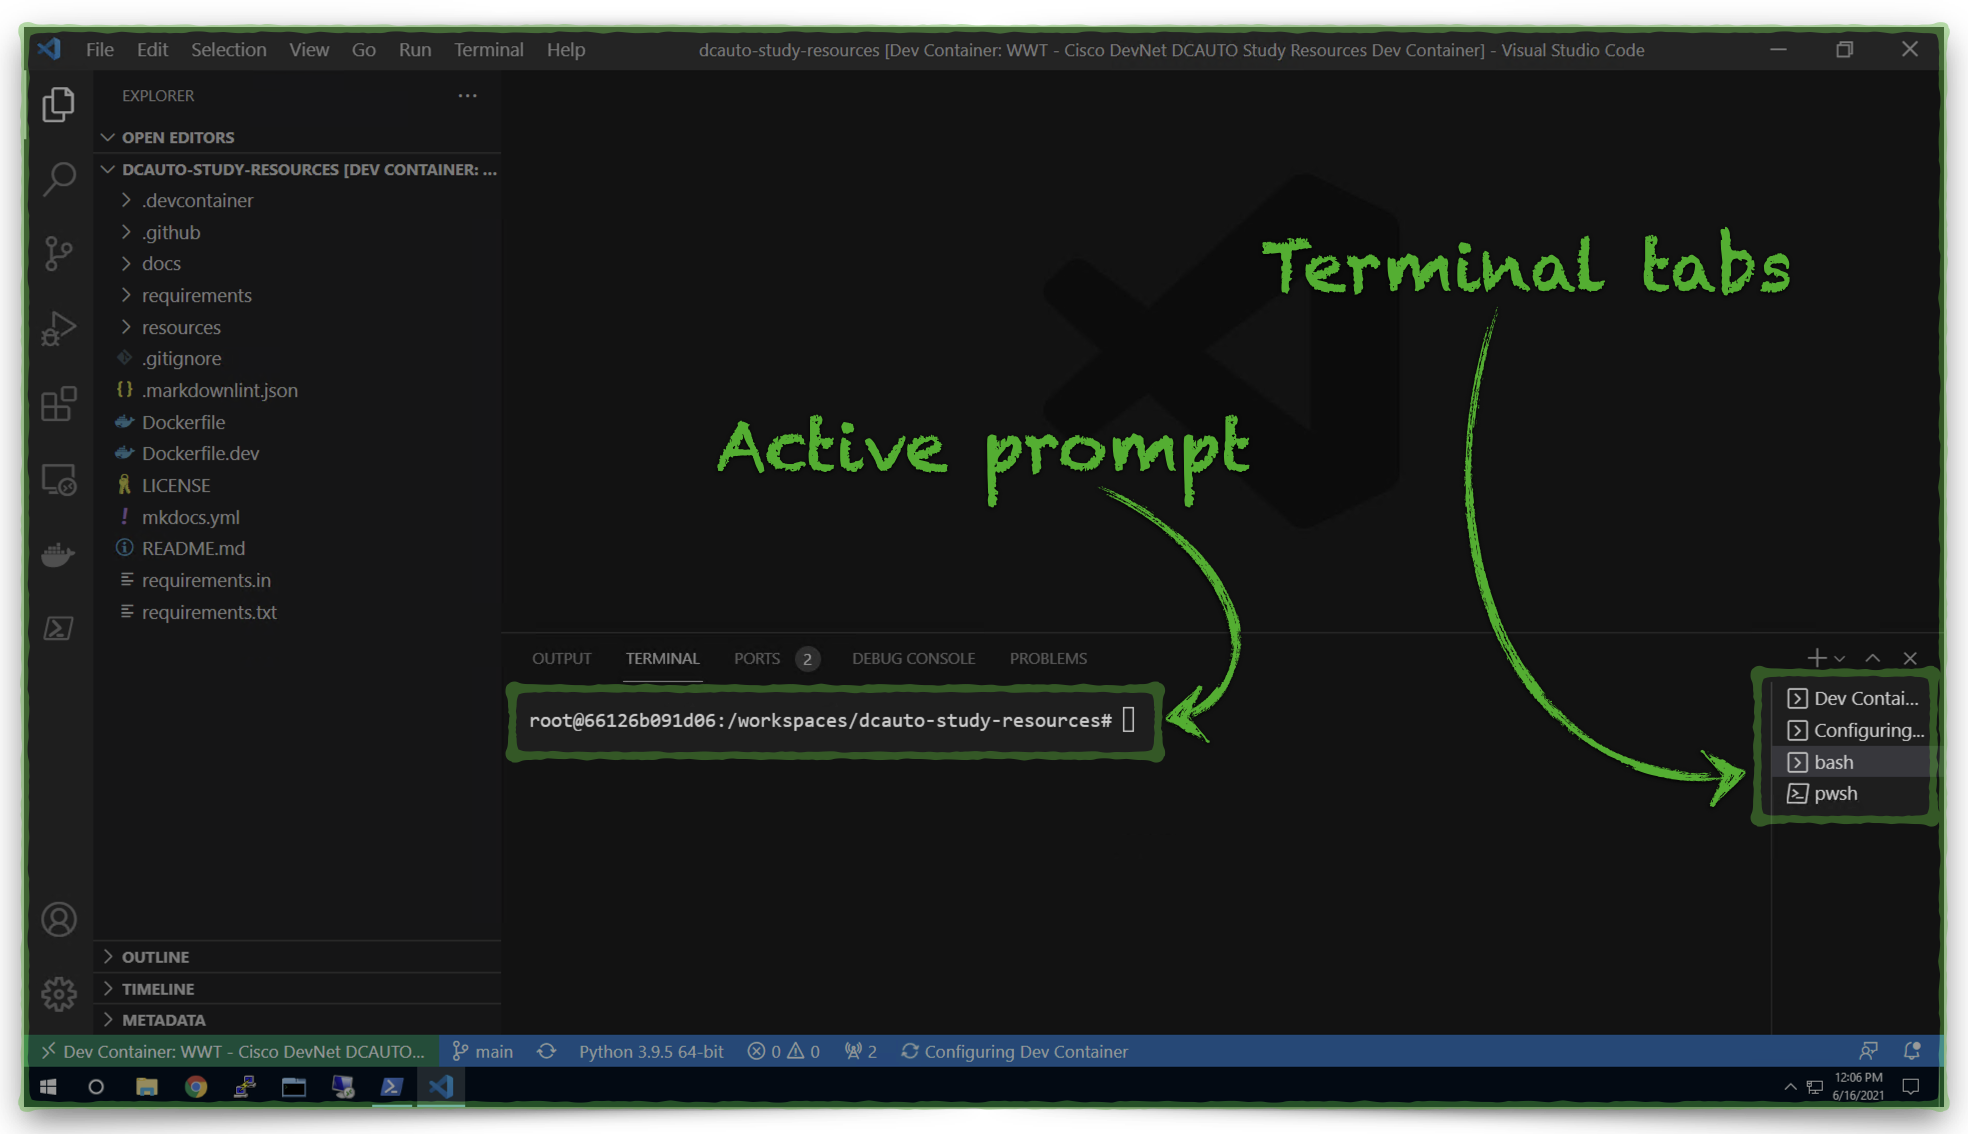 File Edit Selection View Go Run Terminal Help
dcauto-study-resources [Dev Container: WWT - Cisco DevNet DCAUTO Study Resources Dev Container] - Visual Studio Code
EXPLORER
OPEN EDITORS
DCAUTO-STUDY-RESOURCES [DEV CONTAINER: ...
.devcontainer
.github
docs
requirements
resources
.gitignore
.markdownlint.json
Dockerfile
Dockerfile.dev
LICENSE
mkdocs.yml
README.md
requirements.in
requirements.txt
OUTLINE
TIMELINE
METADATA
Terminal tabs
Active prompt
OUTPUT TERMINAL PORTS 2 DEBUG CONSOLE PROBLEMS
root@66126b091d06:/workspaces/dcauto-study-resources#
Dev Contai...
Configuring...
bash
pwsh
Dev Container: WWT - Cisco DevNet DCAUTO... main Python 3.9.5 64-bit 0 0 2 Configuring Dev Container
12:06 PM
6/16/2021